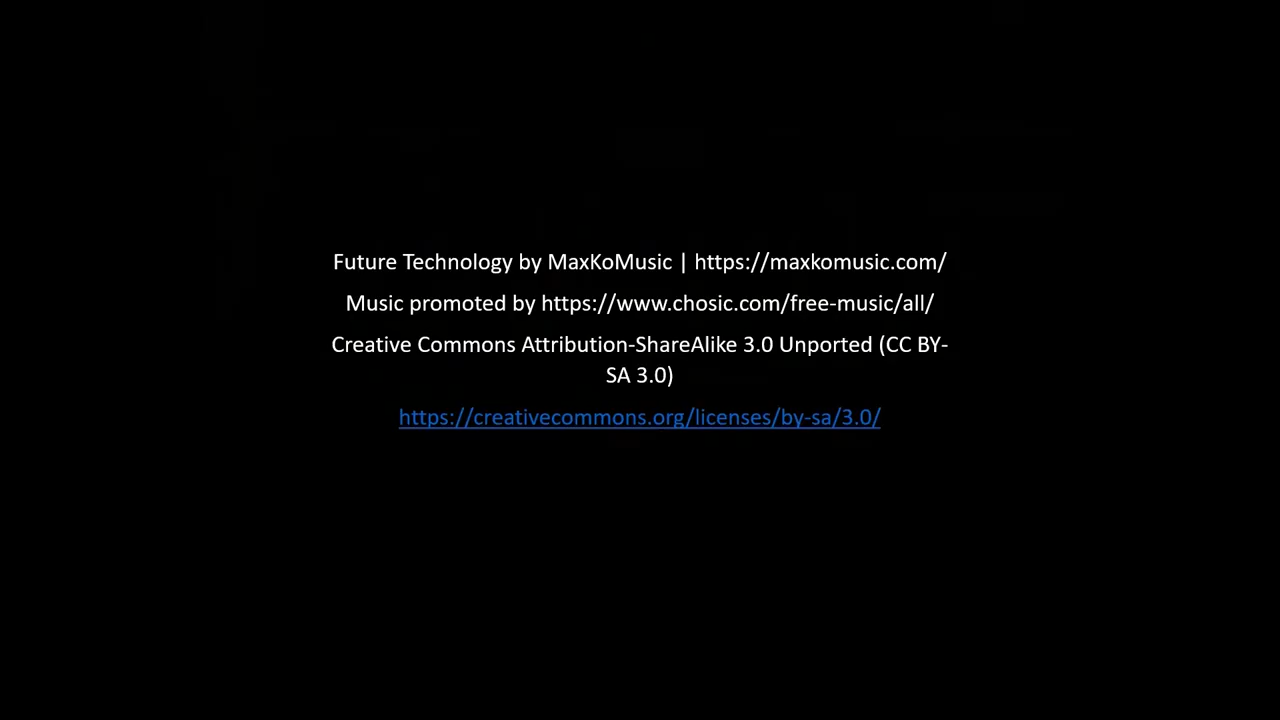 Future Technology by MaxKoMusic | https://maxkomusic.com/
Music promoted by https://www.chosic.com/free-music/all/
Creative Commons Attribution-ShareAlike 3.0 Unported (CC BY-
SA 3.0)
https://creativecommons.org/licenses/by-sa/3.0/